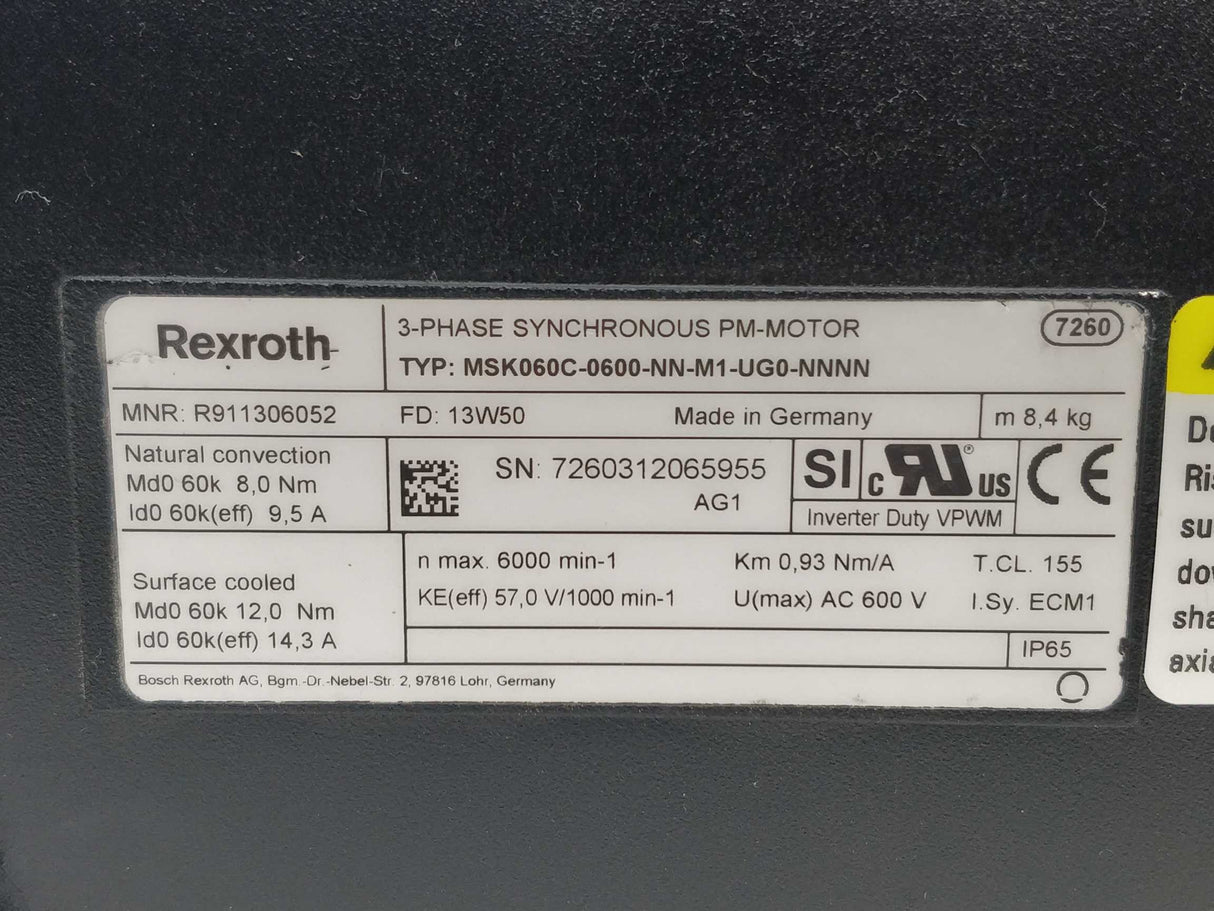 Rexroth
3-PHASE SYNCHRONOUS PM-MOTOR
7260
TYP: MSK060C-0600-NN-M1-UG0-NNNN
MNR: R911306052
FD: 13W50
Made in Germany
m 8,4 kg
Natural convection
Md0 60k 8,0 Nm
Id0 60k(eff) 9,5 A
SN: 7260312065955
AG1
SI
c RU US
Inverter Duty VPWM
CE
Surface cooled
Md0 60k 12,0 Nm
Id0 60k(eff) 14,3 A
n max. 6000 min-1
Km 0,93 Nm/A
T.CL. 155
KE(eff) 57,0 V/1000 min-1
U(max) AC 600 V
I.Sy. ECM1
IP65
Bosch Rexroth AG, Bgm.-Dr.-Nebel-Str. 2, 97816 Lohr, Germany